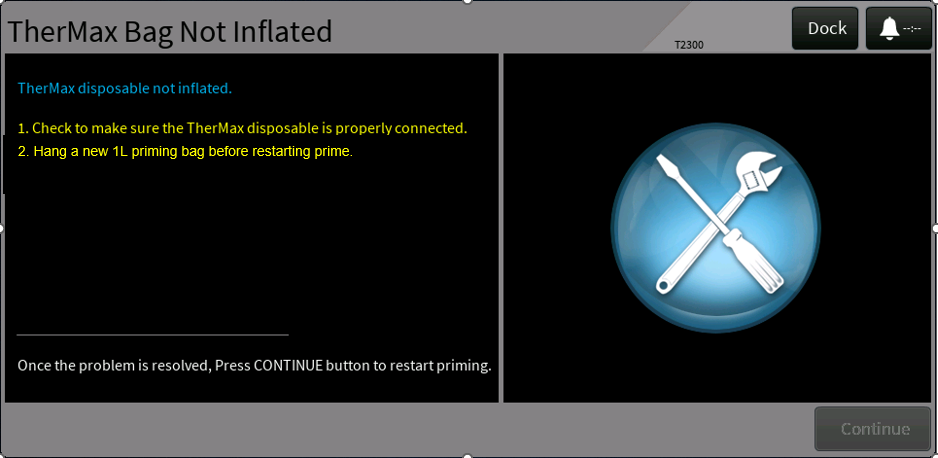 TherMax Bag Not Inflated
T2300
Dock
--:--
TherMax disposable not inflated.
1. Check to make sure the TherMax disposable is properly connected.
2. Hang a new 1L priming bag before restarting prime.
Once the problem is resolved, Press CONTINUE button to restart priming.
Continue